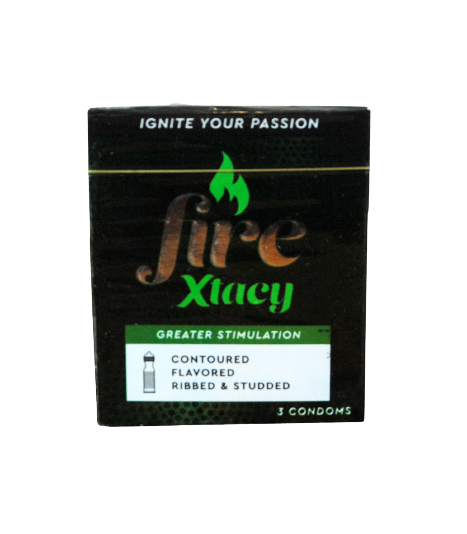 IGNITE YOUR PASSION
fire
Xtacy
GREATER STIMULATION
CONTOURED
FLAVORED
RIBBED & STUDDED
3 CONDOMS